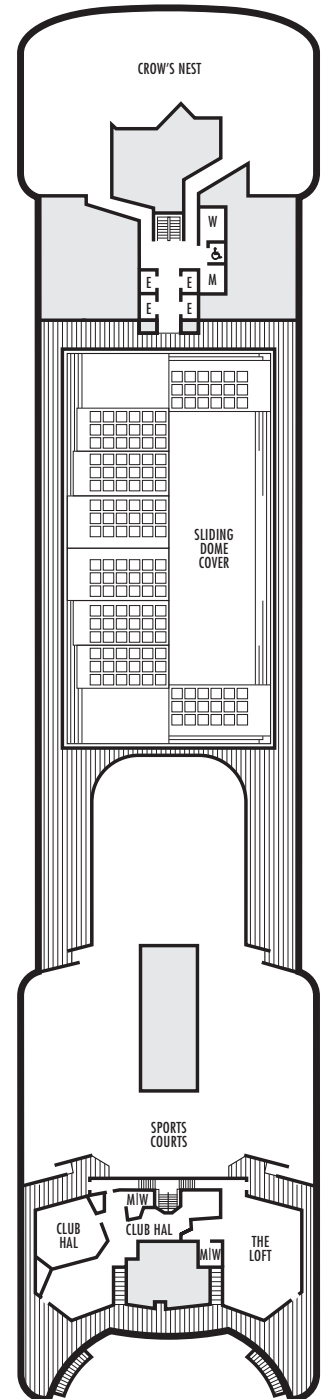 CROW'S NEST
W
M
E
E
E
E
SLIDING
DOME
COVER
SPORTS
COURTS
M|W
CLUB
HAL
CLUB HAL
THE
LOFT
M|W